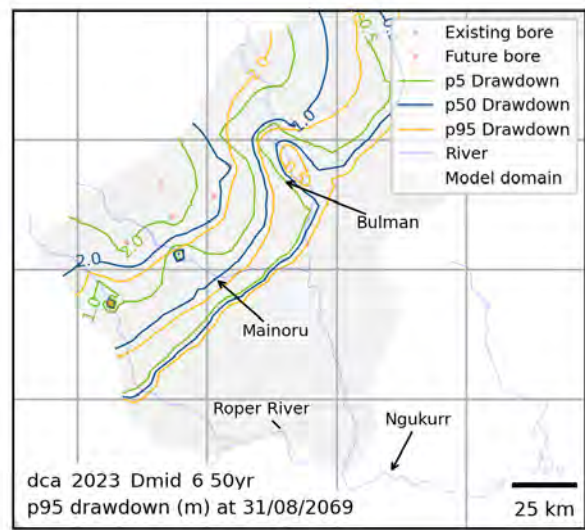 Existing bore
Future bore
p5 Drawdown
p50 Drawdown
p95 Drawdown
River
Model domain
1.0
Bulman
2.0
2.0
1.0
Mainoru
Roper River
Ngukurr
dca 2023 Dmid 6 50yr
p95 drawdown (m) at 31/08/2069
25 km